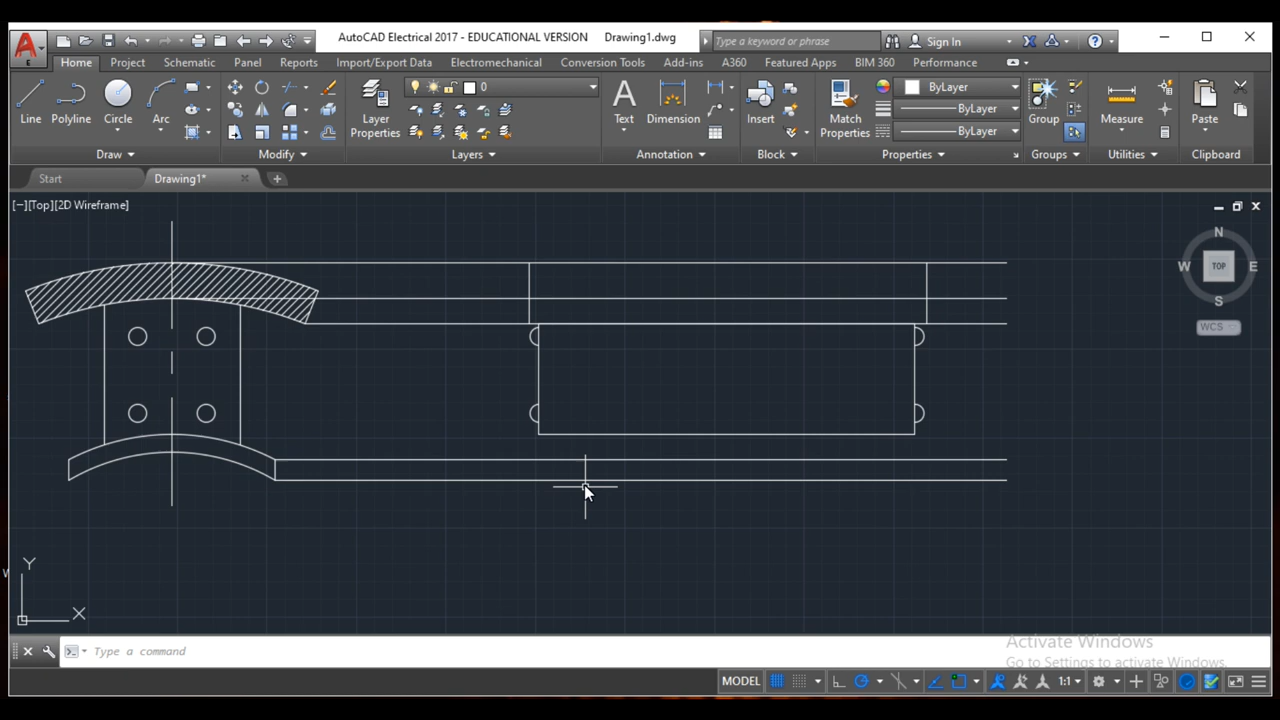 AutoCAD Electrical 2017 - EDUCATIONAL VERSION Drawing1.dwg Type a keyword or phrase Sign In
Home Project Schematic Panel Reports Import/Export Data Electromechanical Conversion Tools Add-ins A360 Featured Apps BIM 360 Performance
0 ByLayer
ByLayer
Line Polyline Circle Arc Layer Properties Text Dimension Insert Match Properties ByLayer Group Measure Paste
Draw Modify Layers Annotation Block Properties Groups Utilities Clipboard
Start Drawing1* +
[−][Top][2D Wireframe]
N
W TOP E
S
WCS
Y
X
Activate Windows
Type a command
Go to Settings to activate Windows.
MODEL 1:1